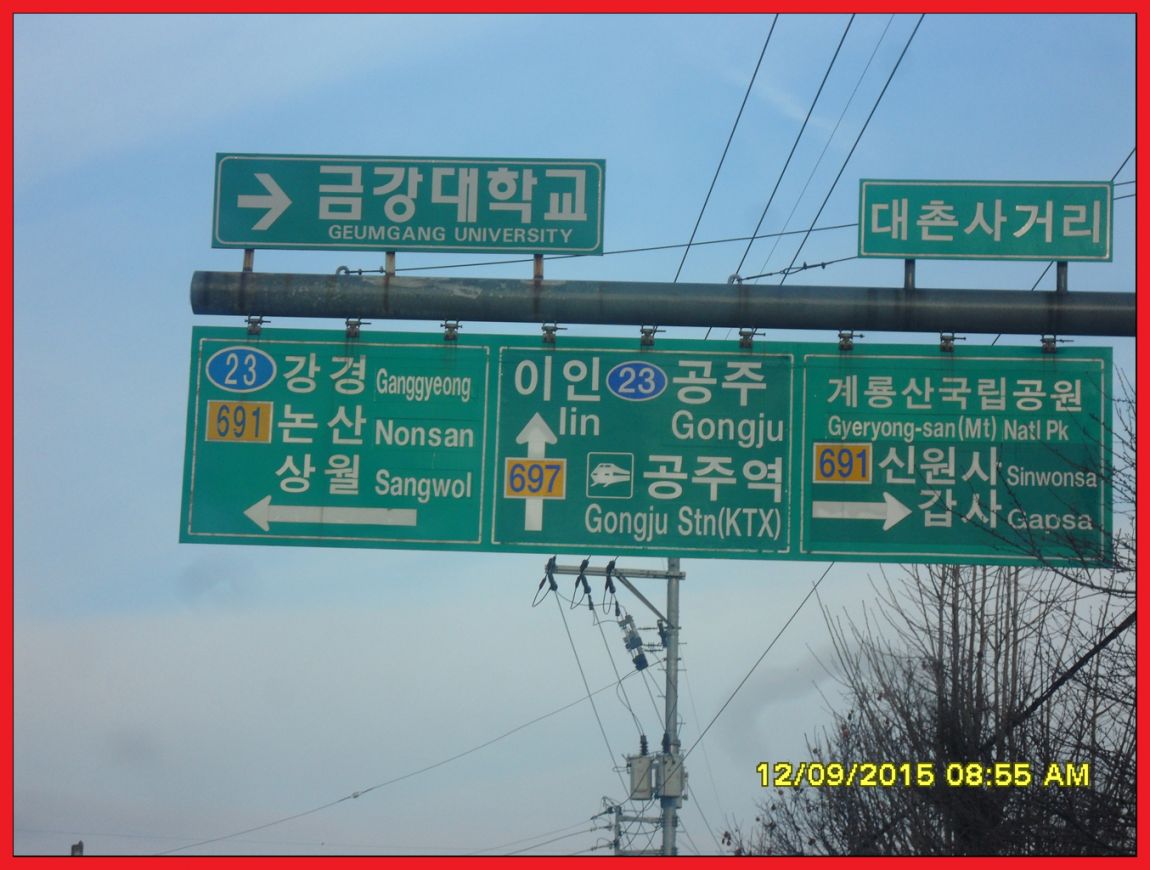 금강대학교
GEUMGANG UNIVERSITY
대촌사거리
23 강경 Ganggyeong
691 논산 Nonsan
상월 Sangwol
이인 23 공주
Iin Gongju
697 공주역
Gongju Stn(KTX)
계룡산국립공원
Gyeryong-san(Mt) Natl Pk
691 신원사 Sinwonsa
갑사 Gapsa
12/09/2015 08:55 AM